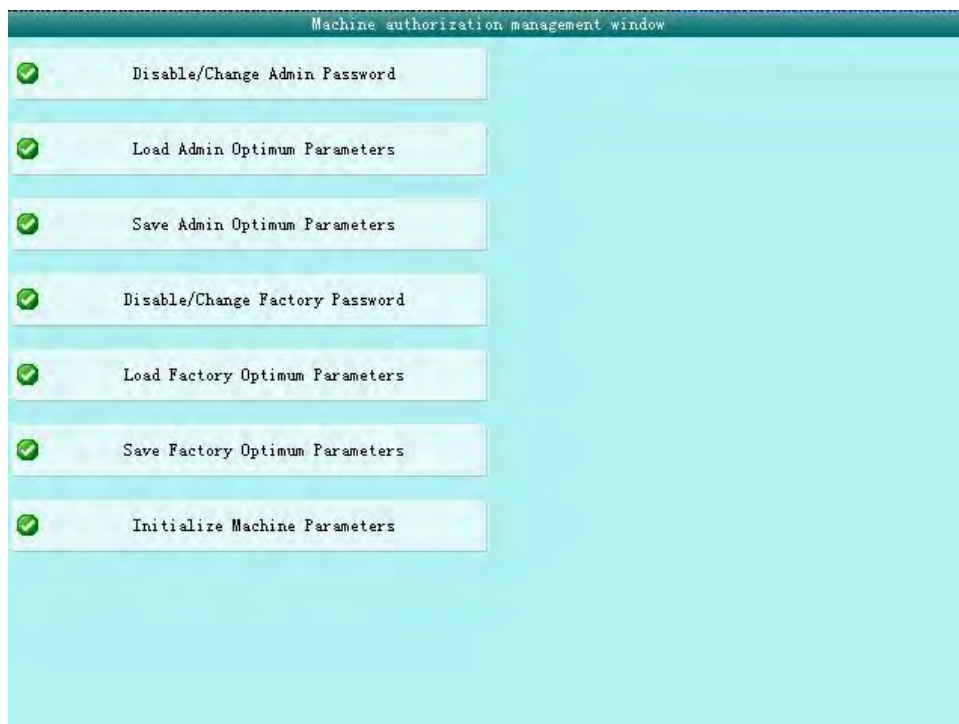 Machine authorization management window
Disable/Change Admin Password
Load Admin Optimum Parameters
Save Admin Optimum Parameters
Disable/Change Factory Password
Load Factory Optimum Parameters
Save Factory Optimum Parameters
Initialize Machine Parameters